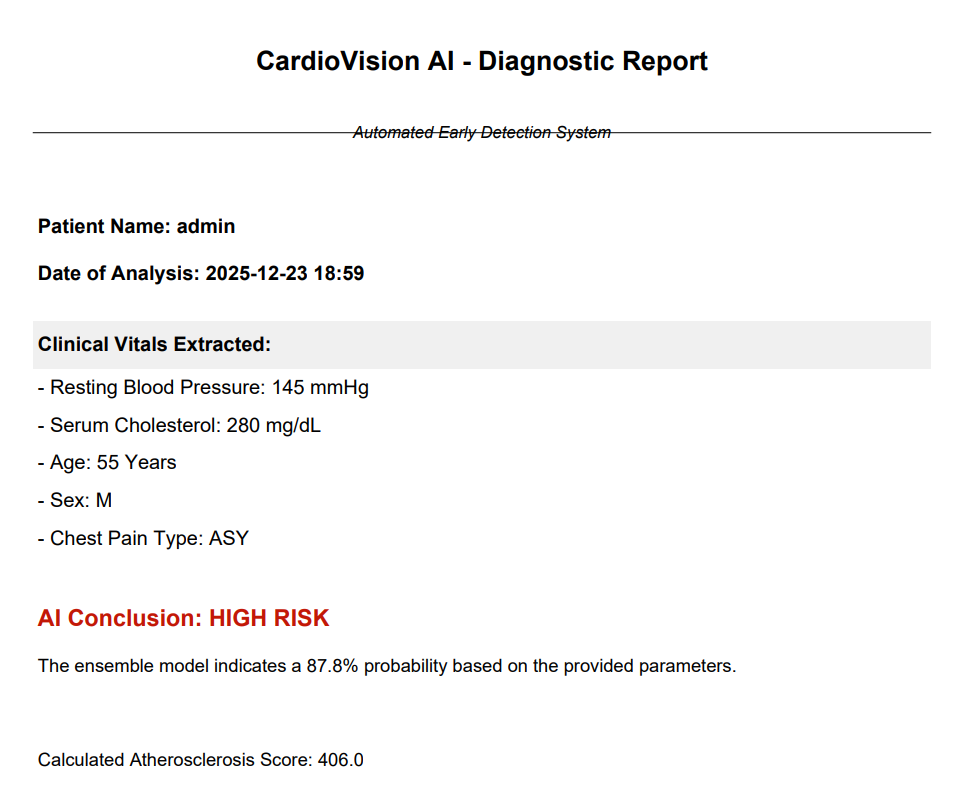 CardioVision AI - Diagnostic Report
Automated Early Detection System
Patient Name: admin
Date of Analysis: 2025-12-23 18:59
Clinical Vitals Extracted:
- Resting Blood Pressure: 145 mmHg
- Serum Cholesterol: 280 mg/dL
- Age: 55 Years
- Sex: M
- Chest Pain Type: ASY
AI Conclusion: HIGH RISK
The ensemble model indicates a 87.8% probability based on the provided parameters.
Calculated Atherosclerosis Score: 406.0